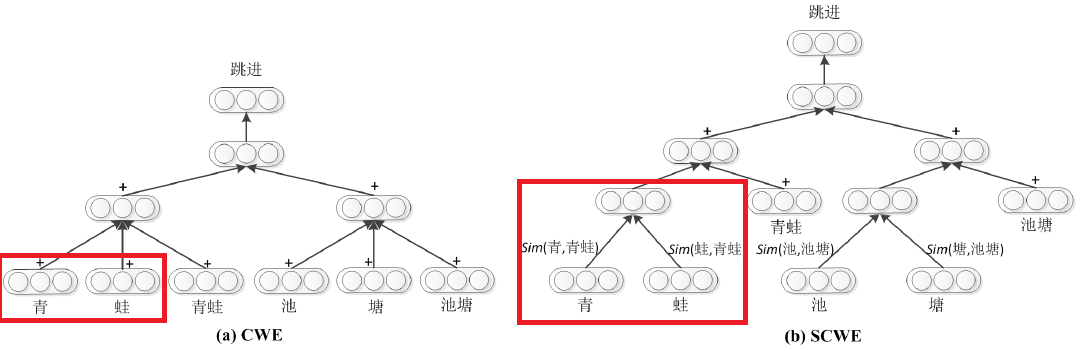 跳进
+ +
+ + + + + +
青 蛙 青蛙 池 塘 池塘
(a) CWE
跳进
+ +
+ +
青蛙 池塘
Sim(青,青蛙) Sim(蛙,青蛙 Sim(池,池塘) Sim(塘,池塘)
青 蛙 池 塘
(b) SCWE